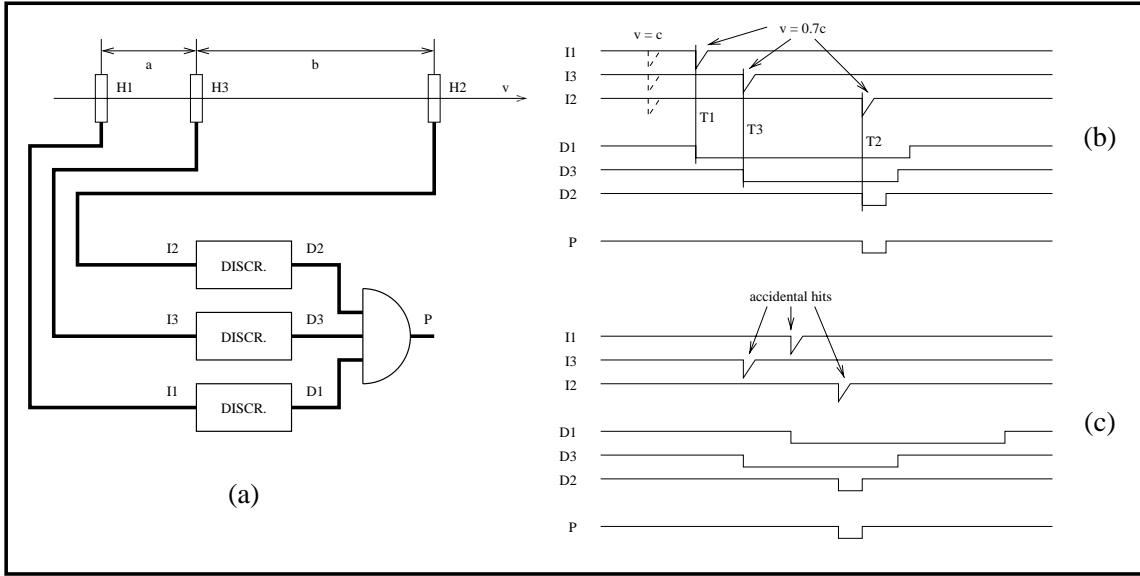 a
b
H1
H3
H2
v
I2
DISCR.
D2
I3
DISCR.
D3
P
I1
DISCR.
D1
(a)
v = c
v = 0.7c
I1
I3
I2
T1
T3
T2
D1
D3
D2
P
(b)
accidental hits
I1
I3
I2
D1
D3
D2
P
(c)